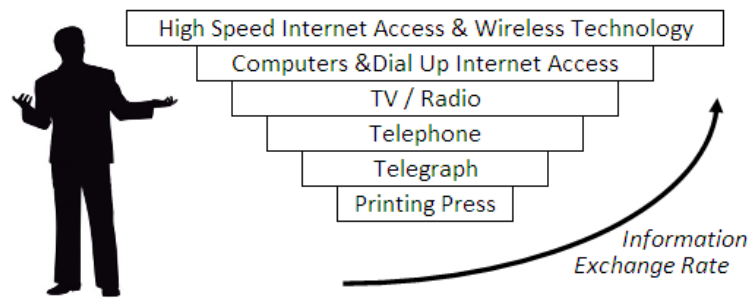 High Speed Internet Access & Wireless Technology
Computers &Dial Up Internet Access
TV / Radio
Telephone
Telegraph
Printing Press
Information
Exchange Rate